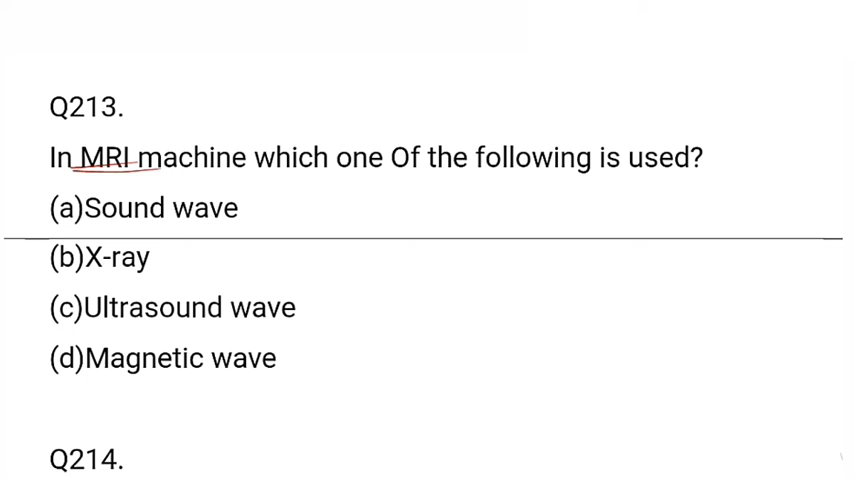 Q213.
In MRI machine which one Of the following is used?
(a)Sound wave
(b)X-ray
(c)Ultrasound wave
(d)Magnetic wave
Q214.